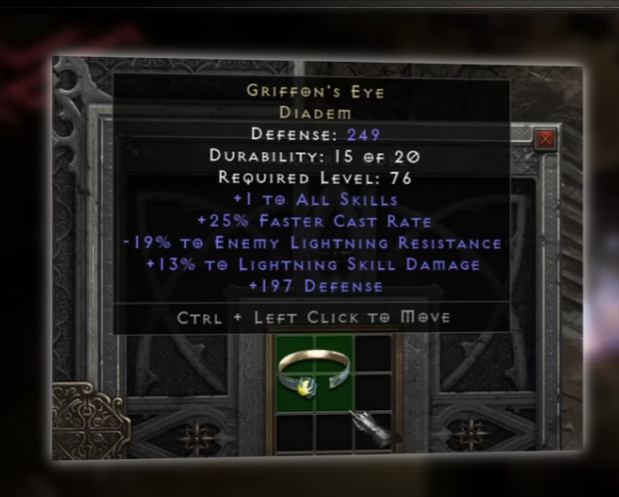 Griffon's Eye
Diadem
Defense: 249
Durability: 15 of 20
Required Level: 76
+1 to All Skills
+25% Faster Cast Rate
-19% to Enemy Lightning Resistance
+13% to Lightning Skill Damage
+197 Defense
Ctrl + Left Click to Move